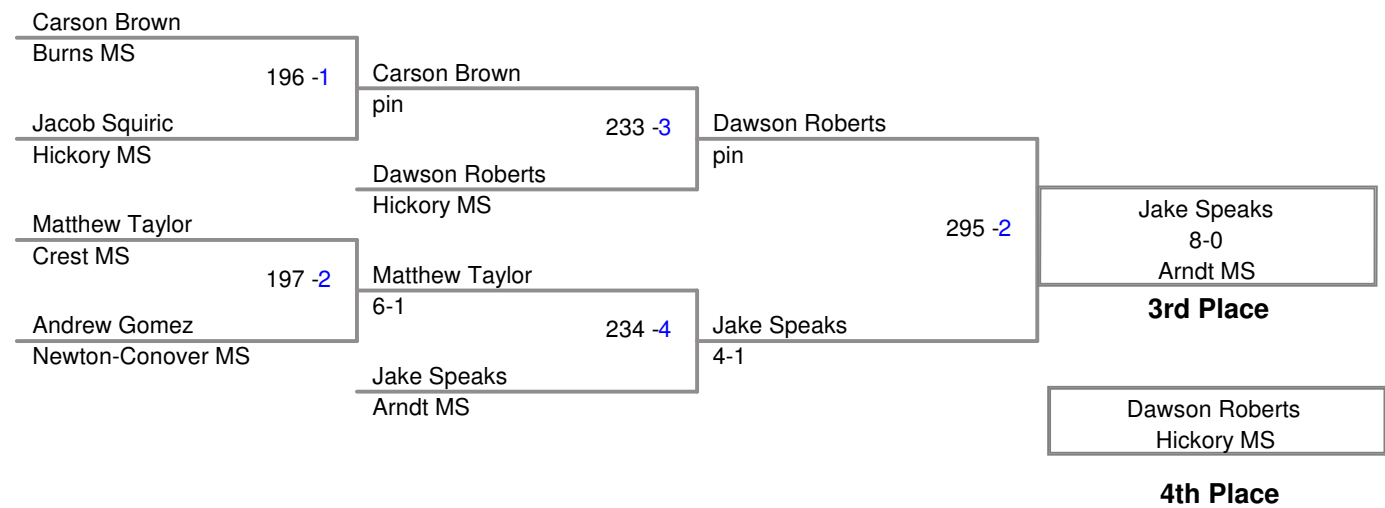 Carson Brown
Burns MS
196 -1
Jacob Squiric
Hickory MS
Matthew Taylor
Crest MS
197 -2
Andrew Gomez
Newton-Conover MS
Carson Brown
pin
233 -3
Dawson Roberts
Hickory MS
Matthew Taylor
6-1
234 -4
Jake Speaks
Arndt MS
Dawson Roberts
pin
295 -2
Jake Speaks
4-1
Jake Speaks
8-0
Arndt MS
3rd Place
Dawson Roberts
Hickory MS
4th Place